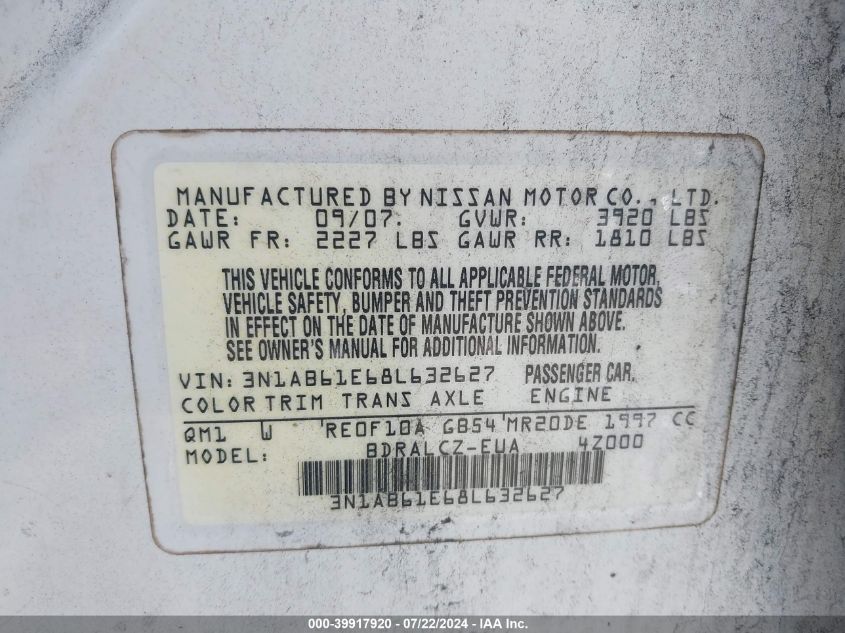 MANUFACTURED BY NISSAN MOTOR CO., LTD.
DATE: 09/07. GVWR: 3920 LBS
GAWR FR: 2227 LBS GAWR RR: 1810 LBS
THIS VEHICLE CONFORMS TO ALL APPLICABLE FEDERAL MOTOR,
VEHICLE SAFETY, BUMPER AND THEFT PREVENTION STANDARDS
IN EFFECT ON THE DATE OF MANUFACTURE SHOWN ABOVE.
SEE OWNER'S MANUAL FOR ADDITIONAL INFORMATION.
VIN: 3N1AB61E68L632627 PASSENGER CAR.
COLOR TRIM TRANS AXLE ENGINE
QM1 W RE0F10A GB54 MR20DE 1997 CC
MODEL: BDRALCZ-EUA 4Z000
3N1AB61E68L632627
000-39917920 - 07/22/2024 - IAA Inc.